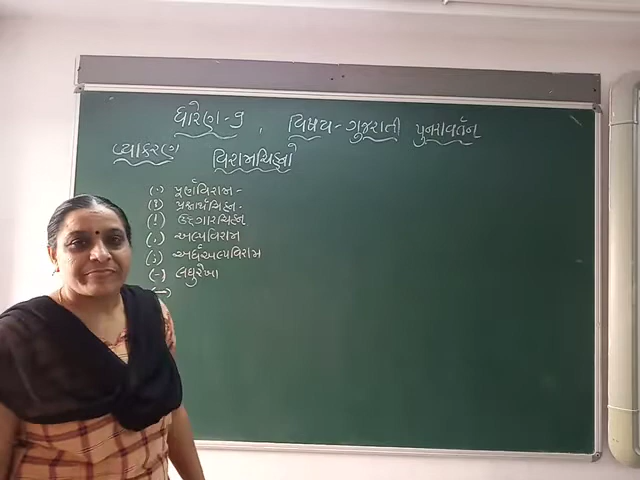 ધોરણ-૭, વિષય-ગુજરાતી પુનરાવર્તન
વ્યાકરણ વિરામચિહ્નો
(.) પૂર્ણવિરામ-
(?) પ્રશ્નાર્થચિહ્ન.
(!) ઉદ્દગારચિહ્ન
(,) અલ્પવિરામ
(;) અર્ધઅલ્પવિરામ
(-) લઘુરેખા
(–)